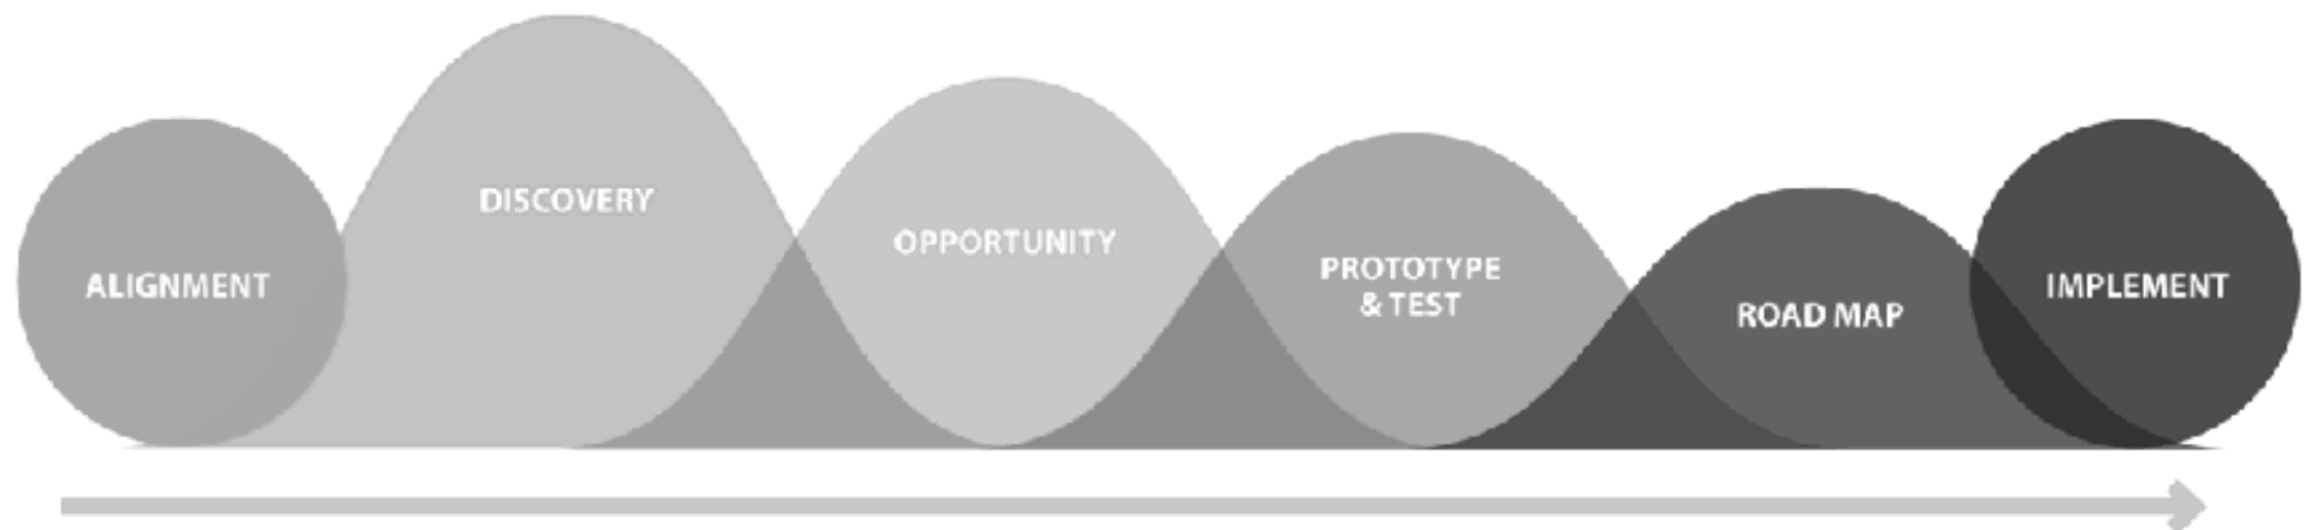 ALIGNMENT
DISCOVERY
OPPORTUNITY
PROTOTYPE
& TEST
ROAD MAP
IMPLEMENT